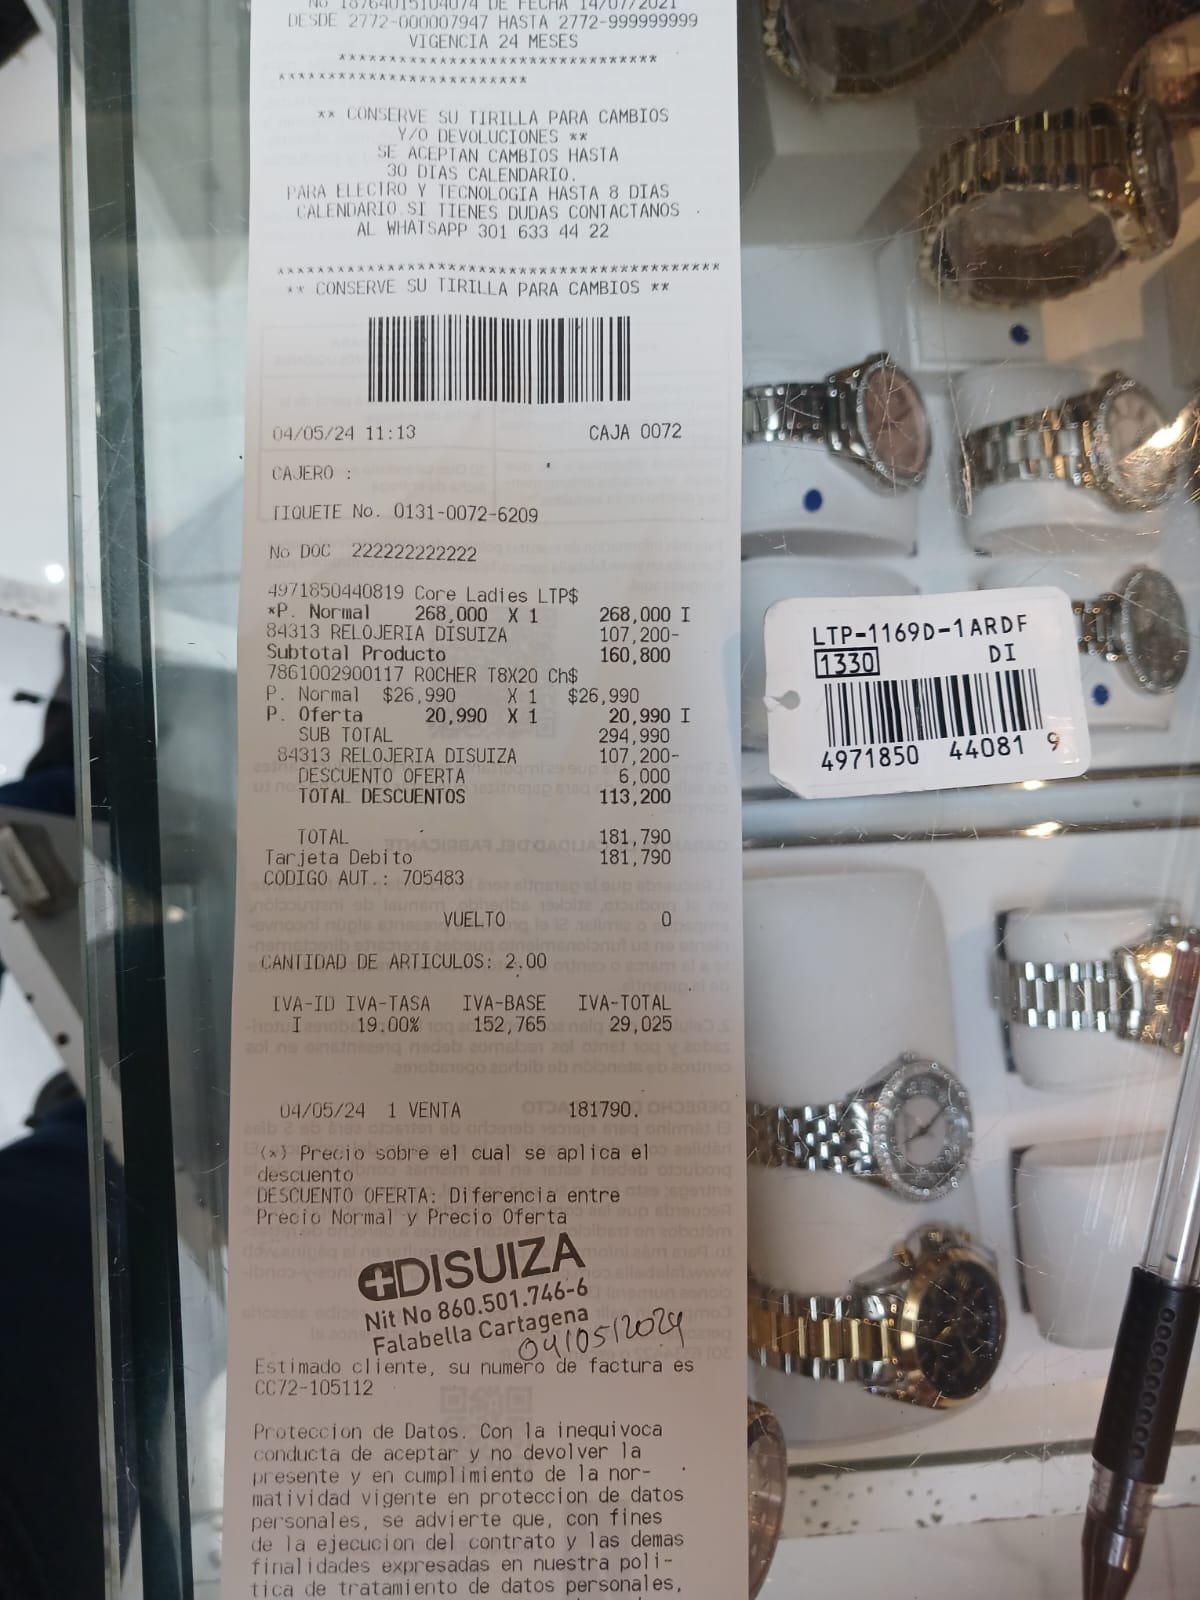 No 18764015104074 DE FECHA 14/07/2021
DESDE 2772-000007947 HASTA 2772-999999999
VIGENCIA 24 MESES
** CONSERVE SU TIRILLA PARA CAMBIOS
Y/O DEVOLUCIONES **
SE ACEPTAN CAMBIOS HASTA
30 DIAS CALENDARIO.
PARA ELECTRO Y TECNOLOGIA HASTA 8 DIAS
CALENDARIO.SI TIENES DUDAS CONTACTANOS
AL WHATSAPP 301 633 44 22
** CONSERVE SU TIRILLA PARA CAMBIOS **
04/05/24 11:13 CAJA 0072
CAJERO :
TIQUETE No. 0131-0072-6209
No DOC 222222222222
4971850440819 Core Ladies LTP$
*P. Normal 268,000 X 1 268,000 I
84313 RELOJERIA DISUIZA 107,200-
Subtotal Producto 160,800
7861002900117 ROCHER T8X20 Ch$
P. Normal $26,990 X 1 $26,990
P. Oferta 20,990 X 1 20,990 I
SUB TOTAL 294,990
84313 RELOJERIA DISUIZA 107,200-
DESCUENTO OFERTA 6,000
TOTAL DESCUENTOS 113,200
TOTAL 181,790
Tarjeta Debito 181,790
CODIGO AUT.: 705483
VUELTO 0
CANTIDAD DE ARTICULOS: 2.00
IVA-ID IVA-TASA IVA-BASE IVA-TOTAL
I 19.00% 152,765 29,025
04/05/24 1 VENTA 181790.
(*) Precio sobre el cual se aplica el
descuento
DESCUENTO OFERTA: Diferencia entre
Precio Normal y Precio Oferta
DISUIZA
Nit No 860.501.746-6
Falabella Cartagena
04/05/2024
Estimado cliente, su numero de factura es
CC72-105112
Proteccion de Datos. Con la inequivoca
conducta de aceptar y no devolver la
presente y en cumplimiento de la nor-
matividad vigente en proteccion de datos
personales, se advierte que, con fines
de la ejecucion del contrato y las demas
finalidades expresadas en nuestra poli-
tica de tratamiento de datos personales,
LTP-1169D-1ARDF
1330 DI
4971850 44081 9